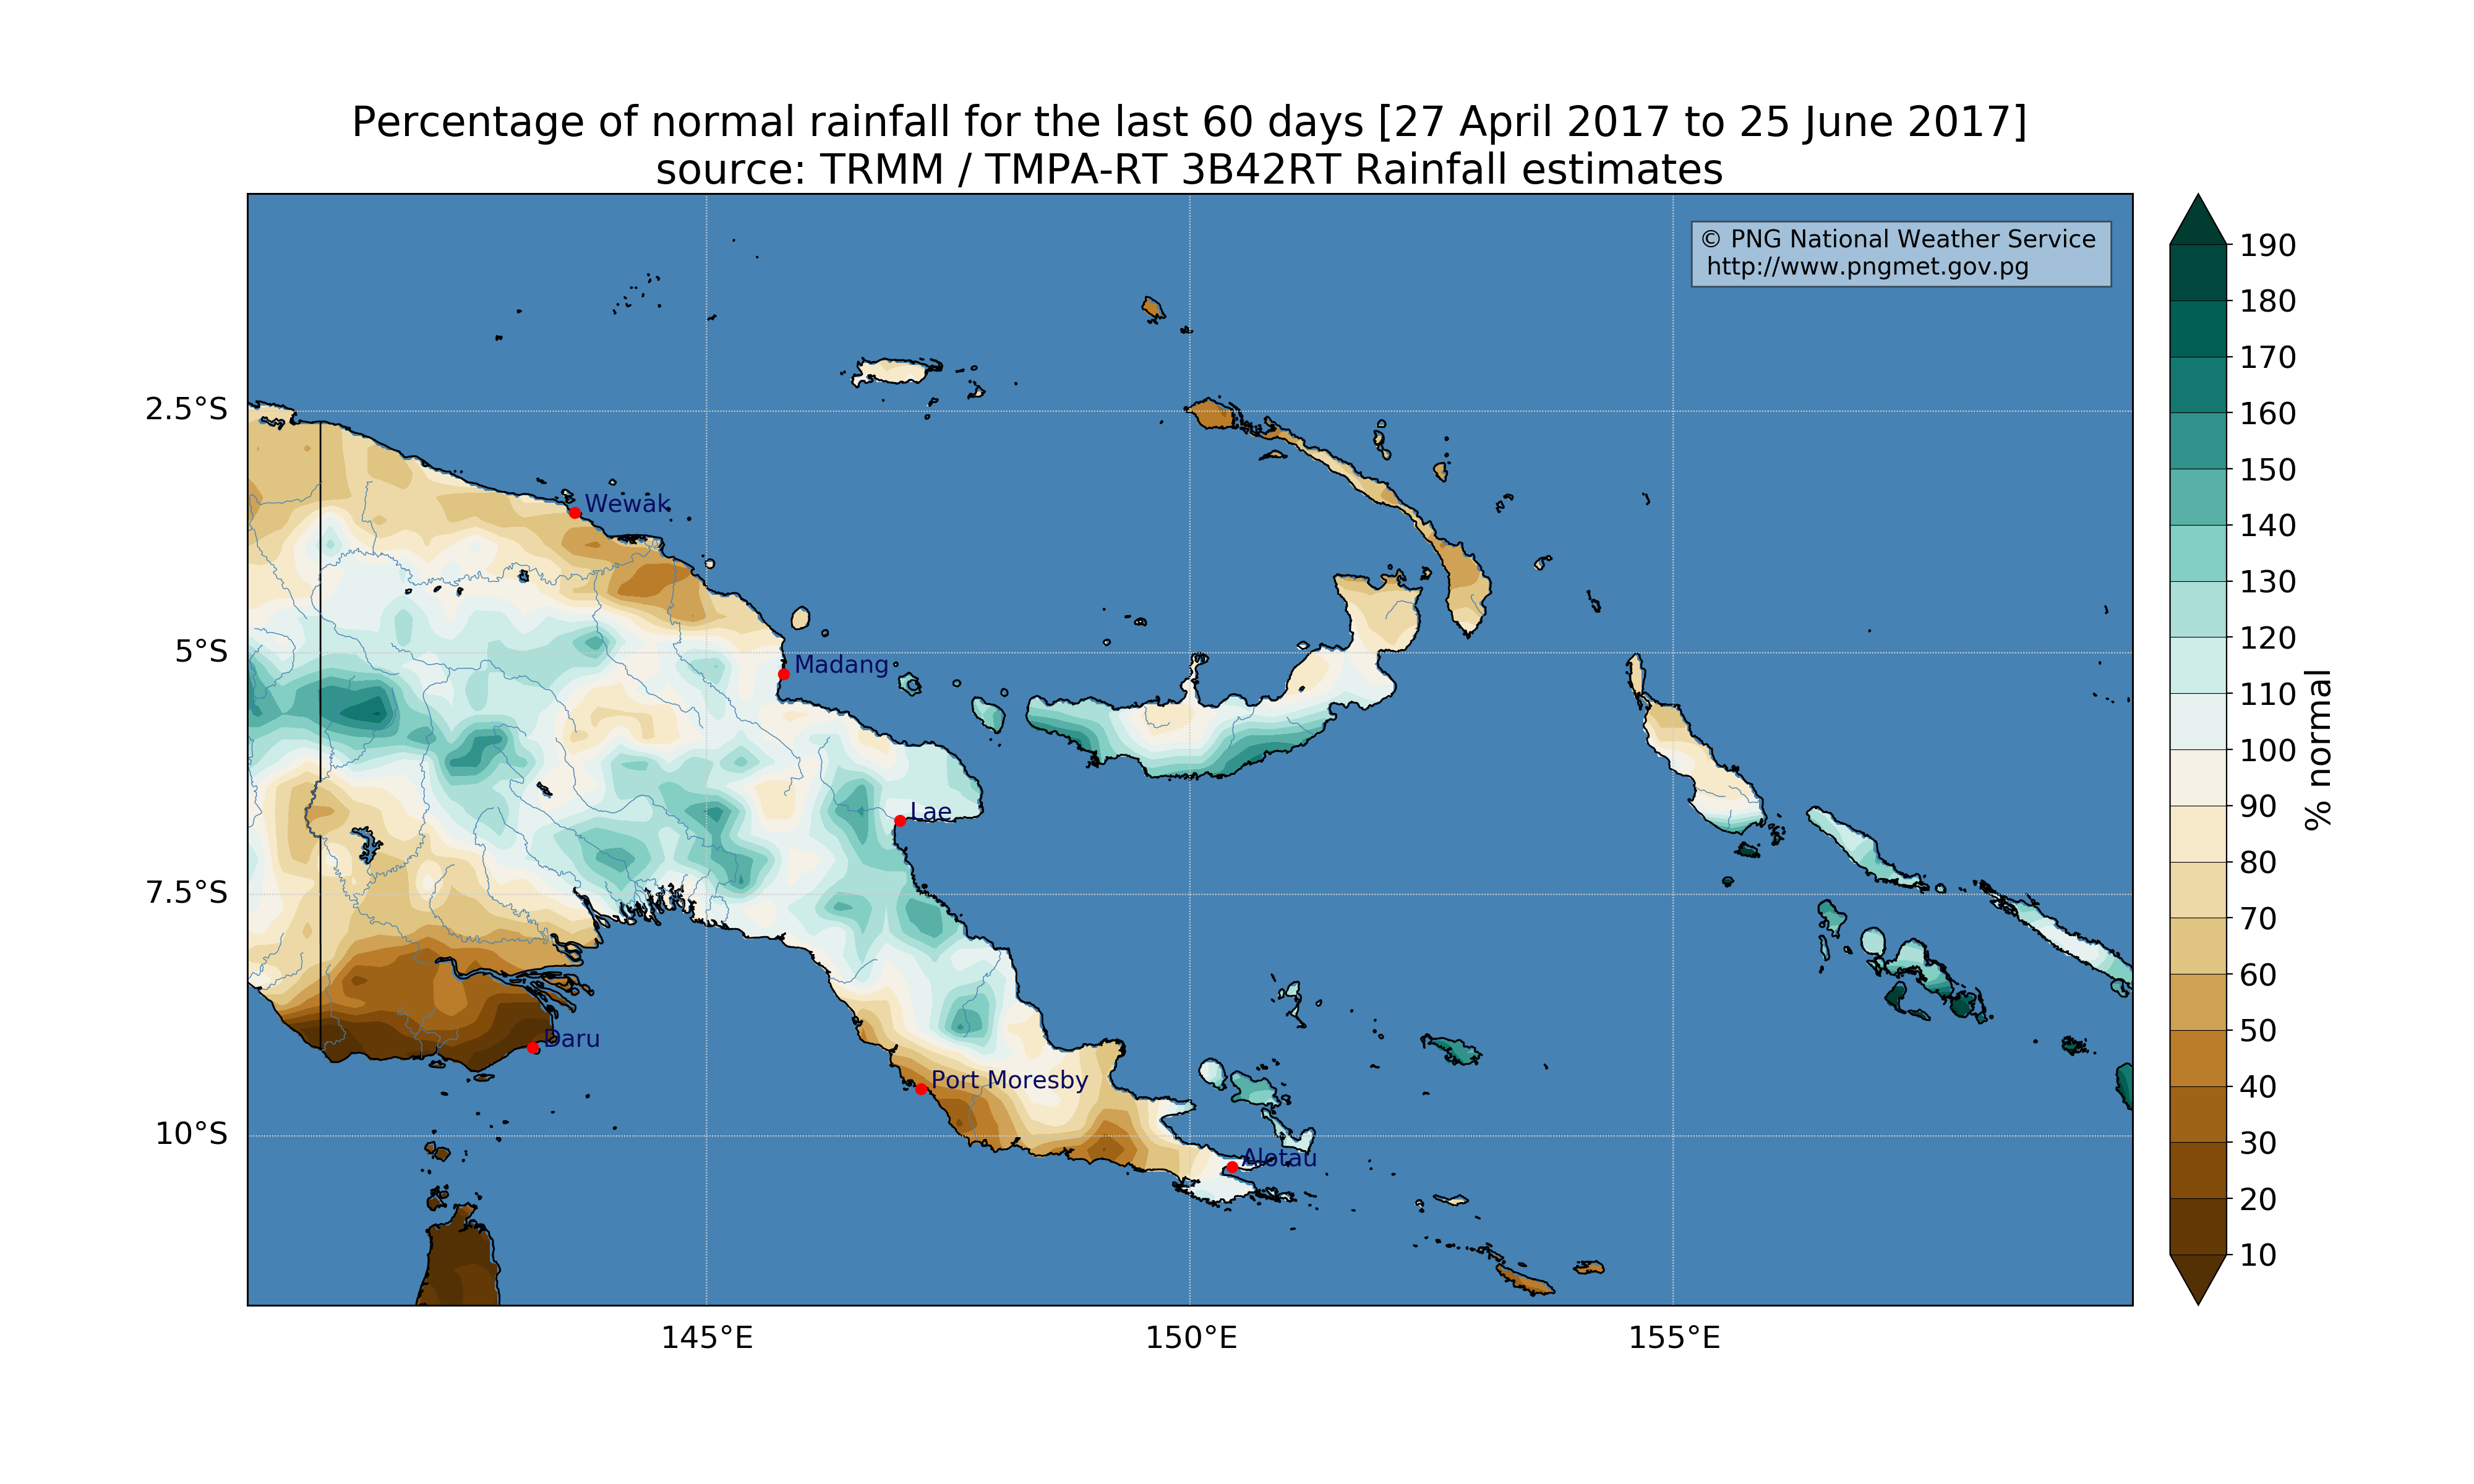 Percentage of normal rainfall for the last 60 days [27 April 2017 to 25 June 2017]
source: TRMM / TMPA-RT 3B42RT Rainfall estimates
© PNG National Weather Service
http://www.pngmet.gov.pg
2.5°S
5°S
7.5°S
10°S
Wewak
Madang
Lae
Daru
Port Moresby
Alotau
145°E
150°E
155°E
190
180
170
160
150
140
130
120
110
100
90
80
70
60
50
40
30
20
10
% normal